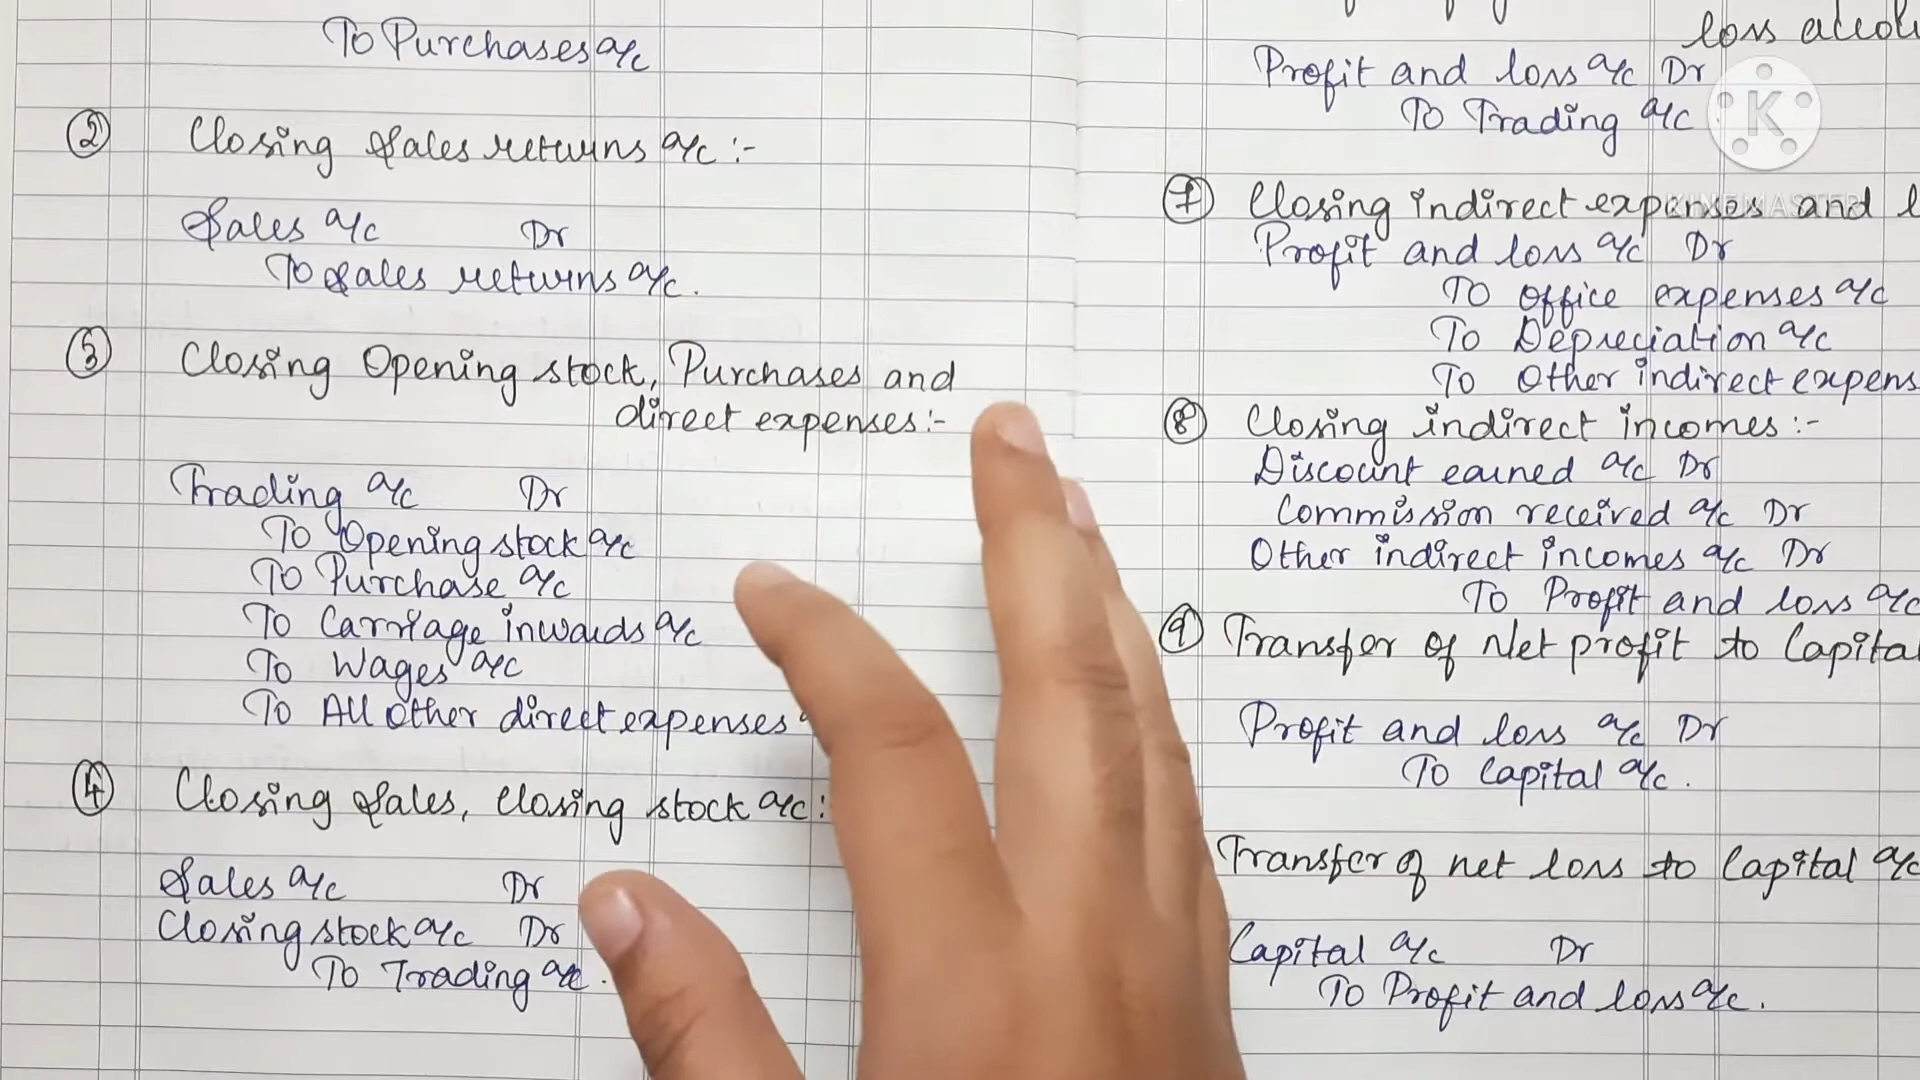 To Purchases a/c
② Closing Sales returns a/c :-
Sales a/c Dr
To Sales returns a/c.
③ Closing Opening stock, Purchases and
direct expenses:-
Trading a/c Dr
To Opening stock a/c
To Purchase a/c
To Carriage inwards a/c
To Wages a/c
To All other direct expenses
④ Closing Sales, Closing stock a/c:
Sales a/c Dr
Closing stock a/c Dr
To Trading a/c.
loss
Profit and loss a/c Dr
To Trading a/c
⑦ Closing indirect expenses and
Profit and loss a/c Dr
To Office expenses a/c
To Depreciation a/c
To Other indirect expens
⑧ Closing indirect incomes:-
Discount earned a/c Dr
Commission received a/c Dr
Other indirect incomes a/c Dr
To Profit and loss a/c
⑨ Transfer of Net profit to Capital
Profit and loss a/c Dr
To Capital a/c.
Transfer of net loss to Capital a/c
Capital a/c Dr
To Profit and loss a/c.
K
KINEMASTER